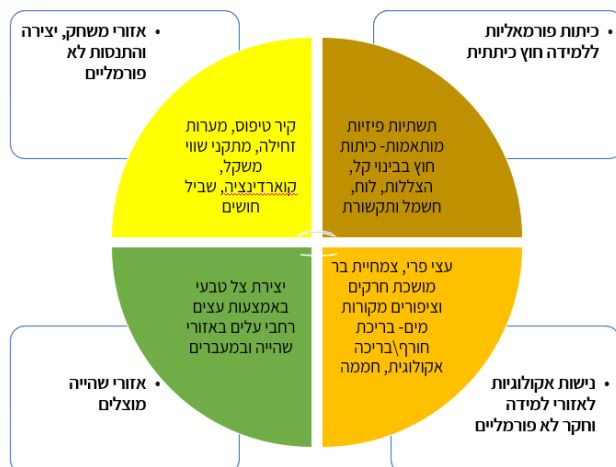 כיתות פורמאליות
ללמידה חוץ כיתתית
אזורי משחק, יצירה
והתנסות לא
פורמליים
תשתיות פיזיות
מותאמות- כיתות
חוץ בבינוי קל,
הצללות, לוח,
חשמל ותקשורת
קיר טיפוס, מערות
זחילה, מתקני שווי
משקל,
קוארדינציה, שביל
חושים
עצי פרי, צמחיית בר
מושכת חרקים
וציפורים מקורות
מים- בריכת
חורף\בריכה
אקולוגית, חממה
יצירת צל טבעי
באמצעות עצים
רחבי עלים באזורי
שהייה ובמעברים
נישות אקולוגיות
לאזורי למידה
וחקר לא פורמליים
אזורי שהייה
מוצלים